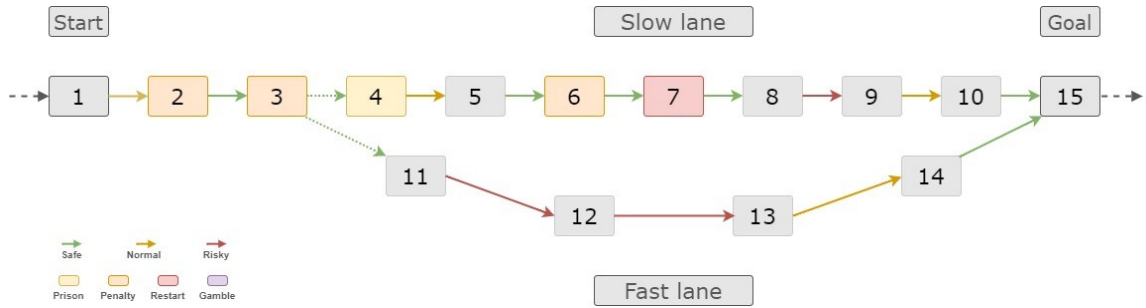 Start
Slow lane
Goal
1
2
3
4
5
6
7
8
9
10
15
11
12
13
14
Safe
Normal
Risky
Prison
Penalty
Restart
Gamble
Fast lane